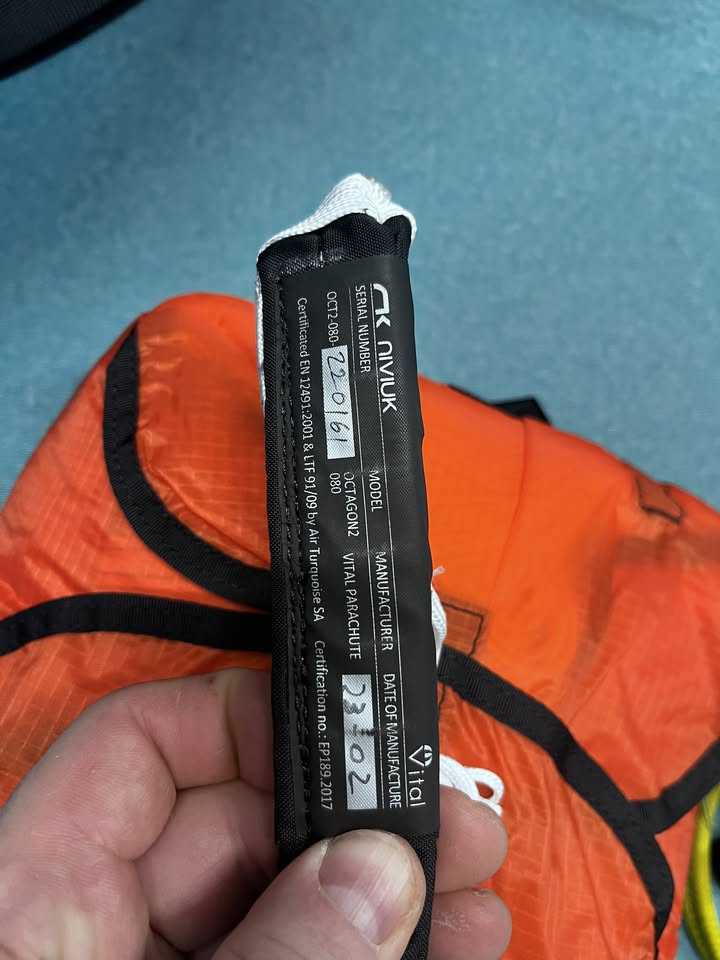 NIVIUK
Vital
SERIAL NUMBER MODEL MANUFACTURER DATE OF MANUFACTURE
OCT2-080-220161 OCTAGON2 VITAL PARACHUTE 23-02
080
Certificated EN 12491:2001 & LTF 91/09 by Air Turquoise SA Certification no.: EP189.2017